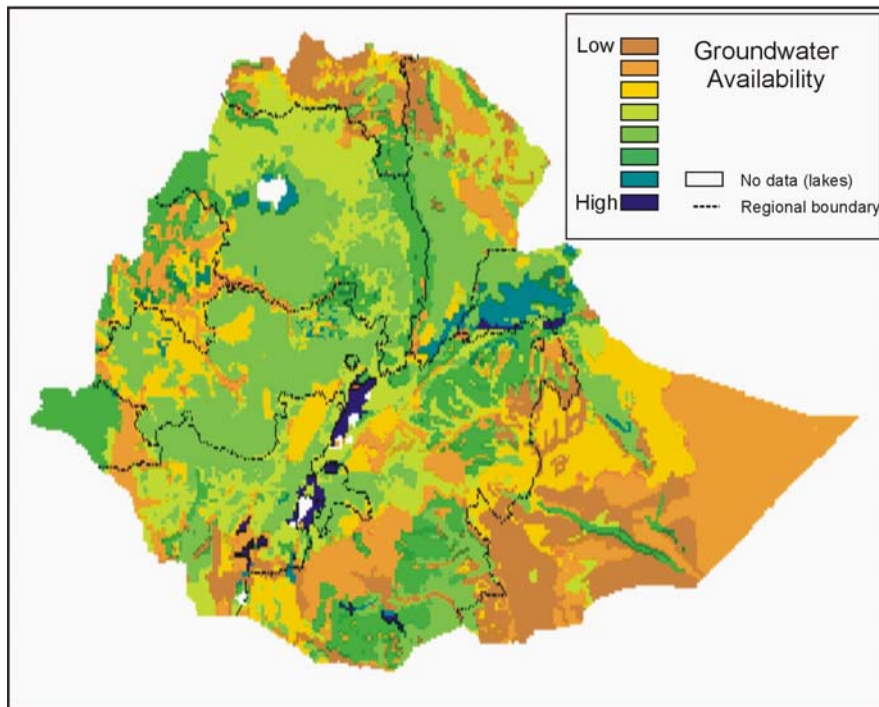 Low
Groundwater
Availability
No data (lakes)
High
Regional boundary